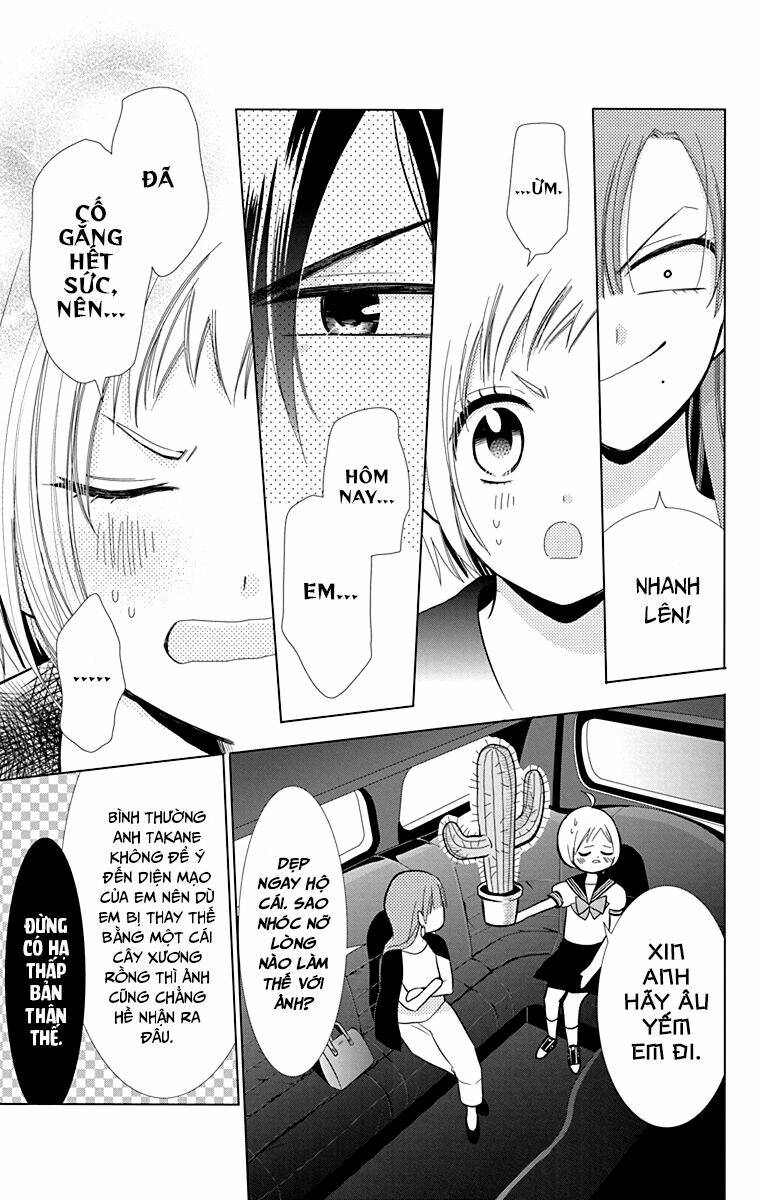 NHANH
LÊN!
...ỪM.
HÔM
NAY...
EM...
ĐÃ
CỐ
GẮNG
HẾT
SỨC,
NÊN...
.....
XIN
ANH
HÃY ÂU
YẾM
EM ĐI.
DẸP
NGAY HỘ
CÁI. SAO
NHÓC NỠ
LÒNG
NÀO LÀM
THẾ VỚI
ẢNH?
BÌNH THƯỜNG
ANH TAKANE
KHÔNG ĐỂ Ý
ĐẾN DIỆN MẠO
CỦA EM NÊN DÙ
EM BỊ THAY THẾ
BẰNG MỘT CÁI
CÂY XƯƠNG
RỒNG THÌ ẢNH
CŨNG CHẲNG
HỀ NHẬN RA
ĐÂU.
ĐỪNG
CÓ HẠ
THẤP
BẢN
THÂN
THẾ.